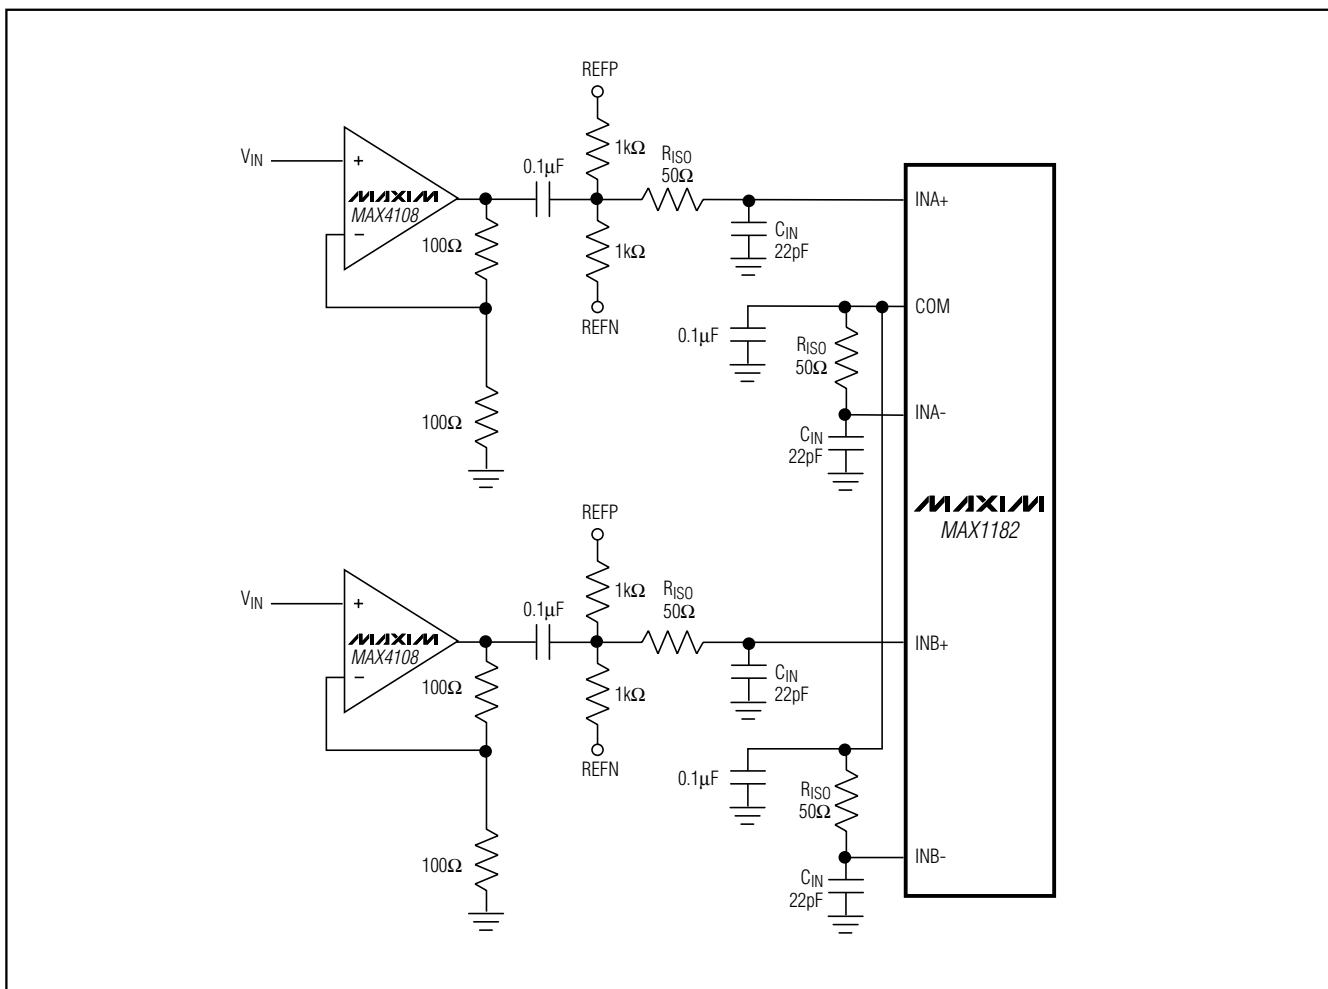 REFP
VIN
+
MAXIM
MAX4108
−
0.1µF
1kΩ
RISO
50Ω
100Ω
1kΩ
CIN
22pF
REFN
100Ω
INA+
COM
0.1µF
RISO
50Ω
INA-
CIN
22pF
MAXIM
MAX1182
REFP
VIN
+
MAXIM
MAX4108
−
0.1µF
1kΩ
RISO
50Ω
100Ω
1kΩ
CIN
22pF
REFN
100Ω
INB+
0.1µF
RISO
50Ω
INB-
CIN
22pF